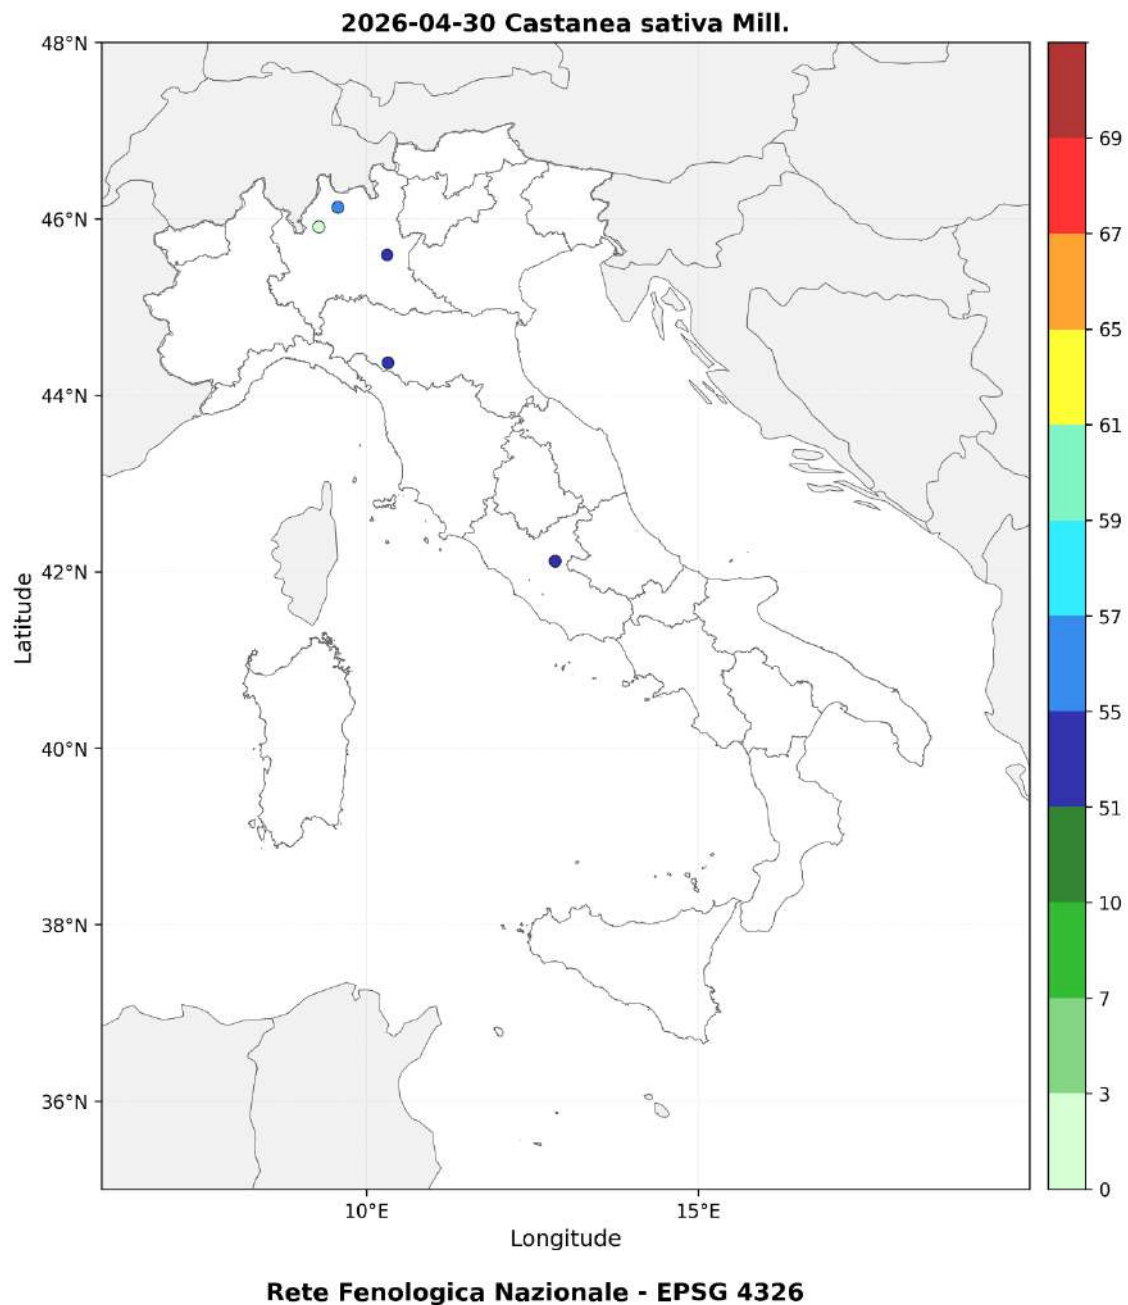 2026-04-30 Castanea sativa Mill.
48°N
46°N
44°N
42°N
40°N
38°N
36°N
Latitude
10°E
15°E
Longitude
69
67
65
61
59
57
55
51
10
7
3
0
Rete Fenologica Nazionale - EPSG 4326